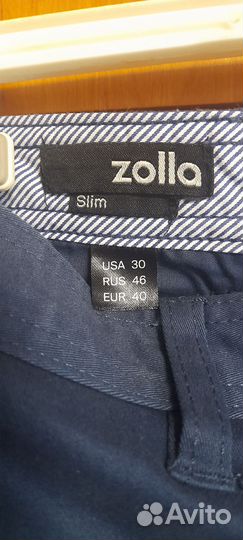 zolla
Slim
USA 30
RUS 46
EUR 40
Avito